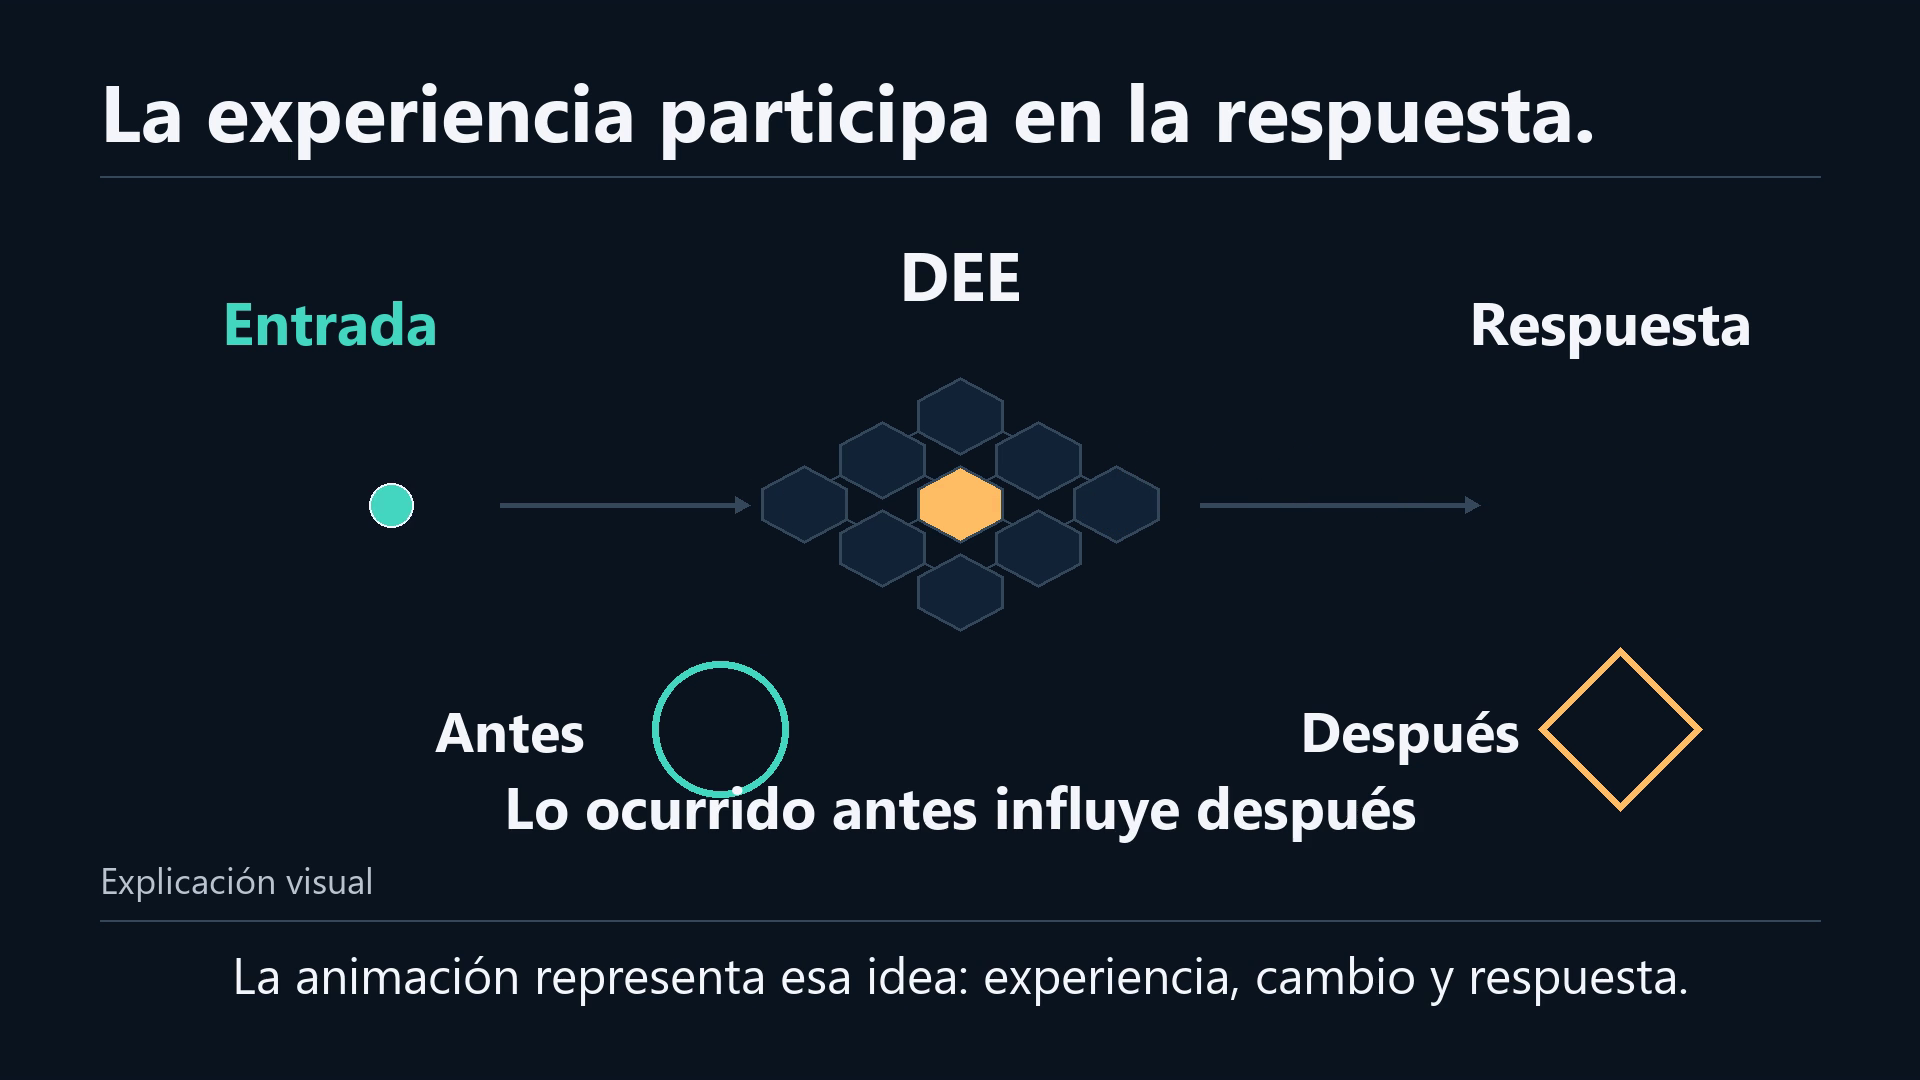 La experiencia participa en la respuesta.
DEE
Entrada
Respuesta
Antes
Después
Lo ocurrido antes influye después
Explicación visual
La animación representa esa idea: experiencia, cambio y respuesta.